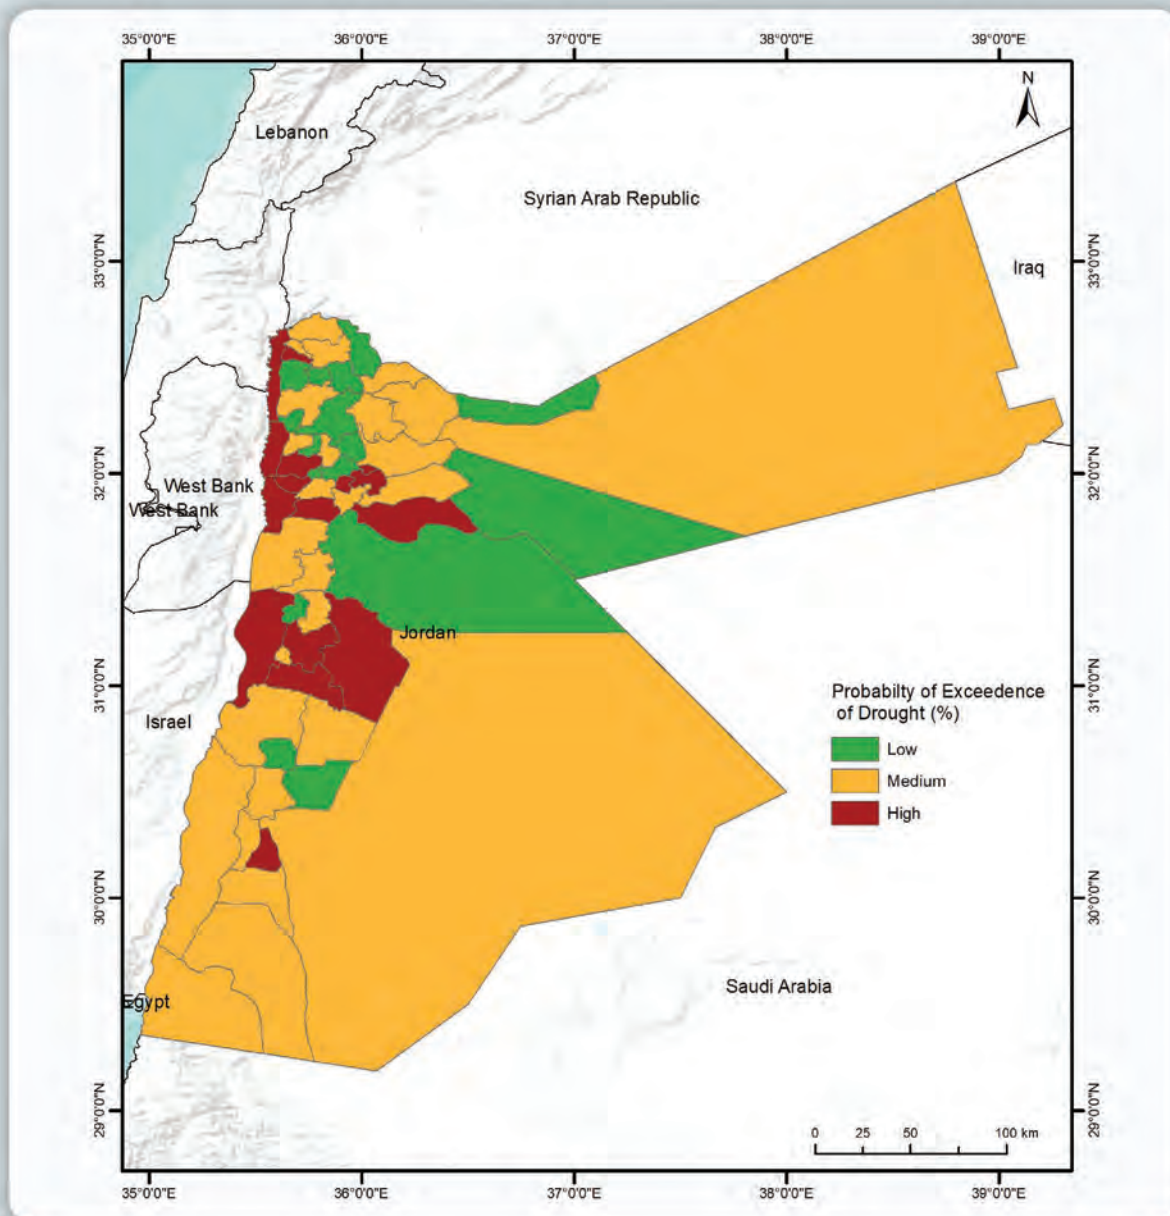 35°0'0"E 36°0'0"E 37°0'0"E 38°0'0"E 39°0'0"E
N
Lebanon
Syrian Arab Republic
33°0'0"N 33°0'0"N
Iraq
32°0'0"N 32°0'0"N
West Bank
West Bank
Jordan
31°0'0"N 31°0'0"N
Israel
Probabilty of Exceedence
of Drought (%)
Low
Medium
High
30°0'0"N 30°0'0"N
Saudi Arabia
Egypt
29°0'0"N 29°0'0"N
0 25 50 100 km
35°0'0"E 36°0'0"E 37°0'0"E 38°0'0"E 39°0'0"E